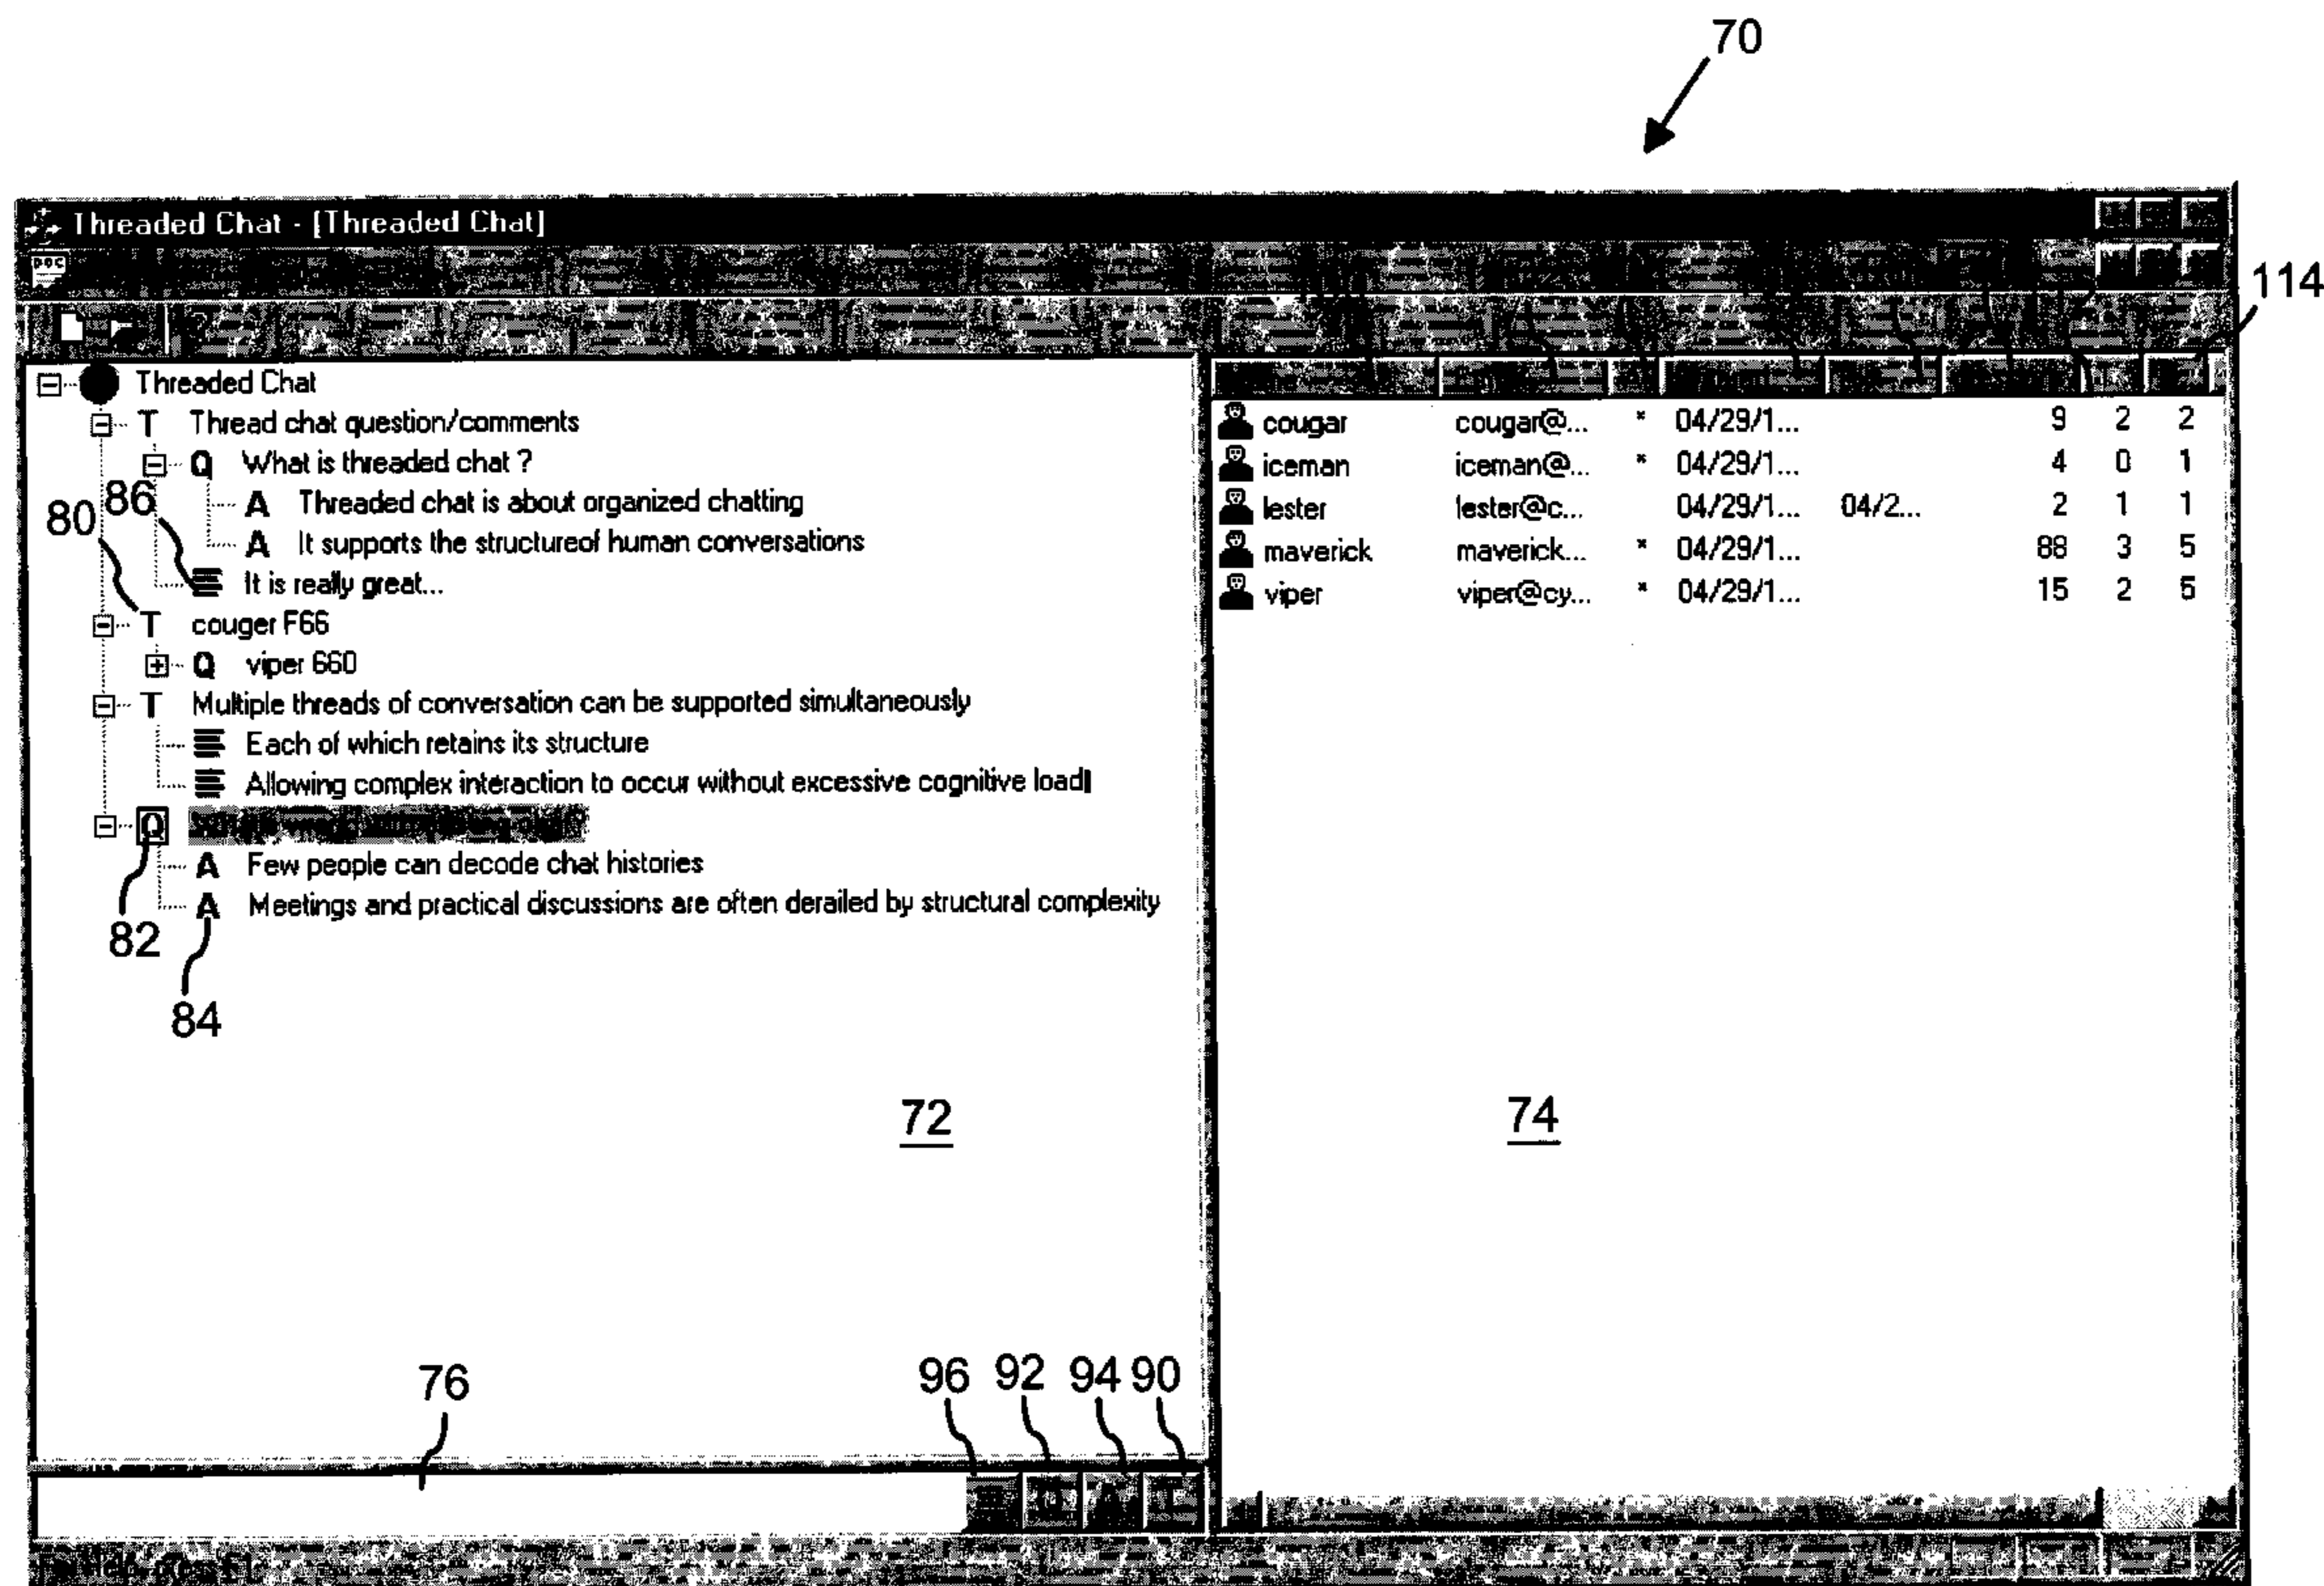 70
Threaded Chat - [Threaded Chat]
DOC
114
Threaded Chat
T Thread chat question/comments
Q What is threaded chat ?
A Threaded chat is about organized chatting
A It supports the structureof human conversations
It is really great...
80 86
T couger F66
Q viper 660
T Multiple threads of conversation can be supported simultaneously
Each of which retains its structure
Allowing complex interaction to occur without excessive cognitive load
Q
A Few people can decode chat histories
A Meetings and practical discussions are often derailed by structural complexity
82
84
72
76
96 92 94 90
Q A T
cougar cougar@... * 04/29/1... 9 2 2
iceman iceman@... * 04/29/1... 4 0 1
lester lester@c... 04/29/1... 04/2... 2 1 1
maverick maverick... * 04/29/1... 88 3 5
viper viper@cy... * 04/29/1... 15 2 5
74